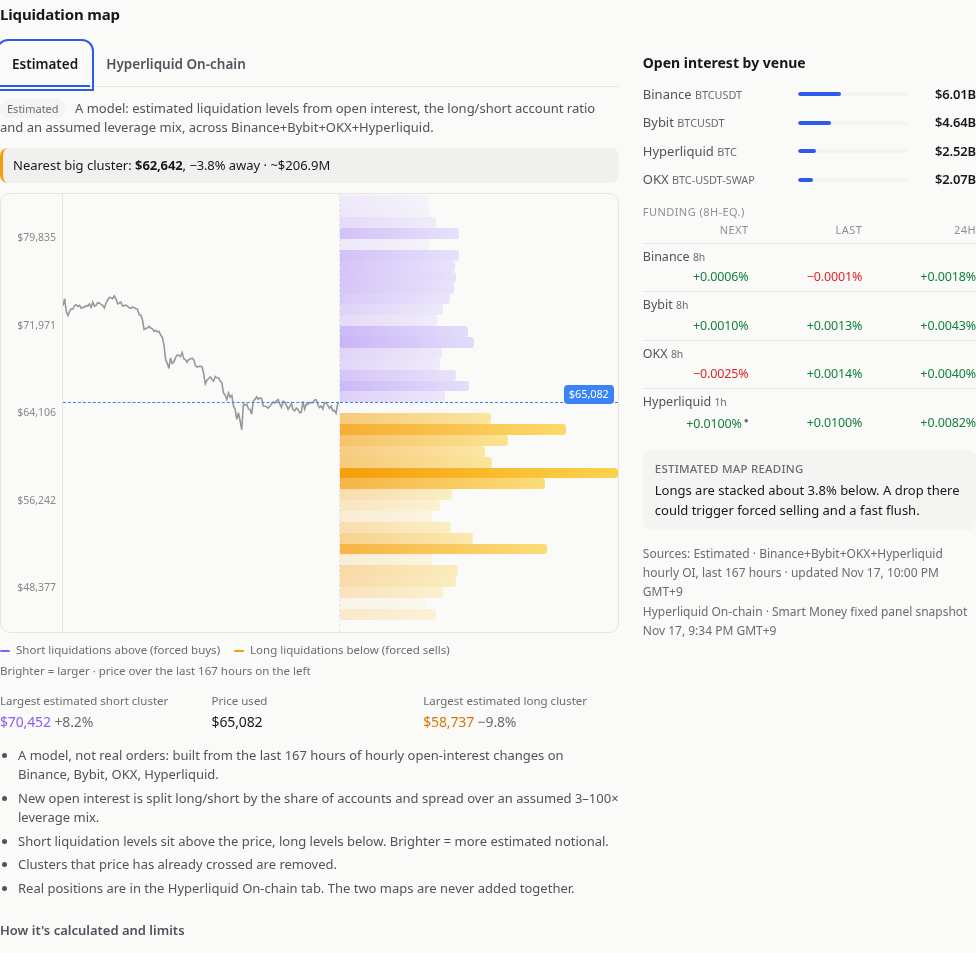 Liquidation map
Estimated
Hyperliquid On-chain
Estimated A model: estimated liquidation levels from open interest, the long/short account ratio
and an assumed leverage mix, across Binance+Bybit+OKX+Hyperliquid.
Nearest big cluster: $62,642, −3.8% away · ~$206.9M
$79,835
$71,971
$64,106
$56,242
$48,377
$65,082
Short liquidations above (forced buys)
Long liquidations below (forced sells)
Brighter = larger · price over the last 167 hours on the left
Largest estimated short cluster
$70,452 +8.2%
Price used
$65,082
Largest estimated long cluster
$58,737 −9.8%
• A model, not real orders: built from the last 167 hours of hourly open-interest changes on
Binance, Bybit, OKX, Hyperliquid.
• New open interest is split long/short by the share of accounts and spread over an assumed 3–100×
leverage mix.
• Short liquidation levels sit above the price, long levels below. Brighter = more estimated notional.
• Clusters that price has already crossed are removed.
• Real positions are in the Hyperliquid On-chain tab. The two maps are never added together.
How it's calculated and limits
Open interest by venue
Binance BTCUSDT $6.01B
Bybit BTCUSDT $4.64B
Hyperliquid BTC $2.52B
OKX BTC-USDT-SWAP $2.07B
FUNDING (8H-EQ.)
NEXT LAST 24H
Binance 8h
+0.0006% −0.0001% +0.0018%
Bybit 8h
+0.0010% +0.0013% +0.0043%
OKX 8h
−0.0025% +0.0014% +0.0040%
Hyperliquid 1h
+0.0100%* +0.0100% +0.0082%
ESTIMATED MAP READING
Longs are stacked about 3.8% below. A drop there
could trigger forced selling and a fast flush.
Sources: Estimated · Binance+Bybit+OKX+Hyperliquid
hourly OI, last 167 hours · updated Nov 17, 10:00 PM
GMT+9
Hyperliquid On-chain · Smart Money fixed panel snapshot
Nov 17, 9:34 PM GMT+9